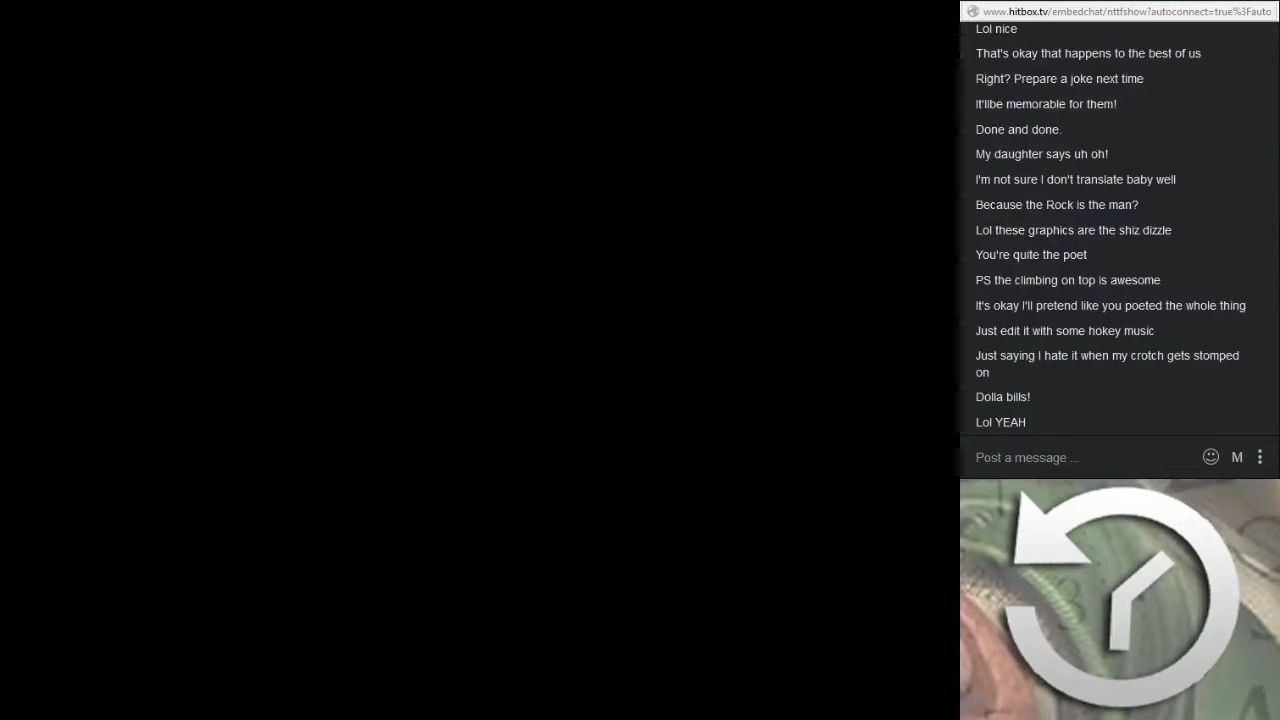 www.hitbox.tv/embedchat/nttfshow?autoconnect=true%3Fauto
Lol nice
That's okay that happens to the best of us
Right? Prepare a joke next time
It'llbe memorable for them!
Done and done.
My daughter says uh oh!
I'm not sure I don't translate baby well
Because the Rock is the man?
Lol these graphics are the shiz dizzle
You're quite the poet
PS the climbing on top is awesome
It's okay I'll pretend like you poeted the whole thing
Just edit it with some hokey music
Just saying I hate it when my crotch gets stomped
on
Dolla bills!
Lol YEAH
Post a message ...
M